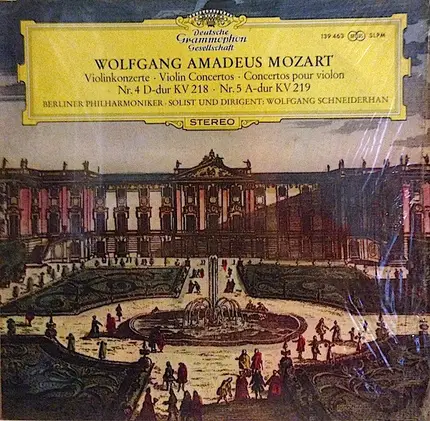 Deutsche
Grammophon
Gesellschaft
139 463 STEREO SLPM
WOLFGANG AMADEUS MOZART
Violinkonzerte · Violin Concertos · Concertos pour violon
Nr. 4 D-dur KV 218 · Nr. 5 A-dur KV 219
BERLINER PHILHARMONIKER · SOLIST UND DIRIGENT: WOLFGANG SCHNEIDERHAN
STEREO